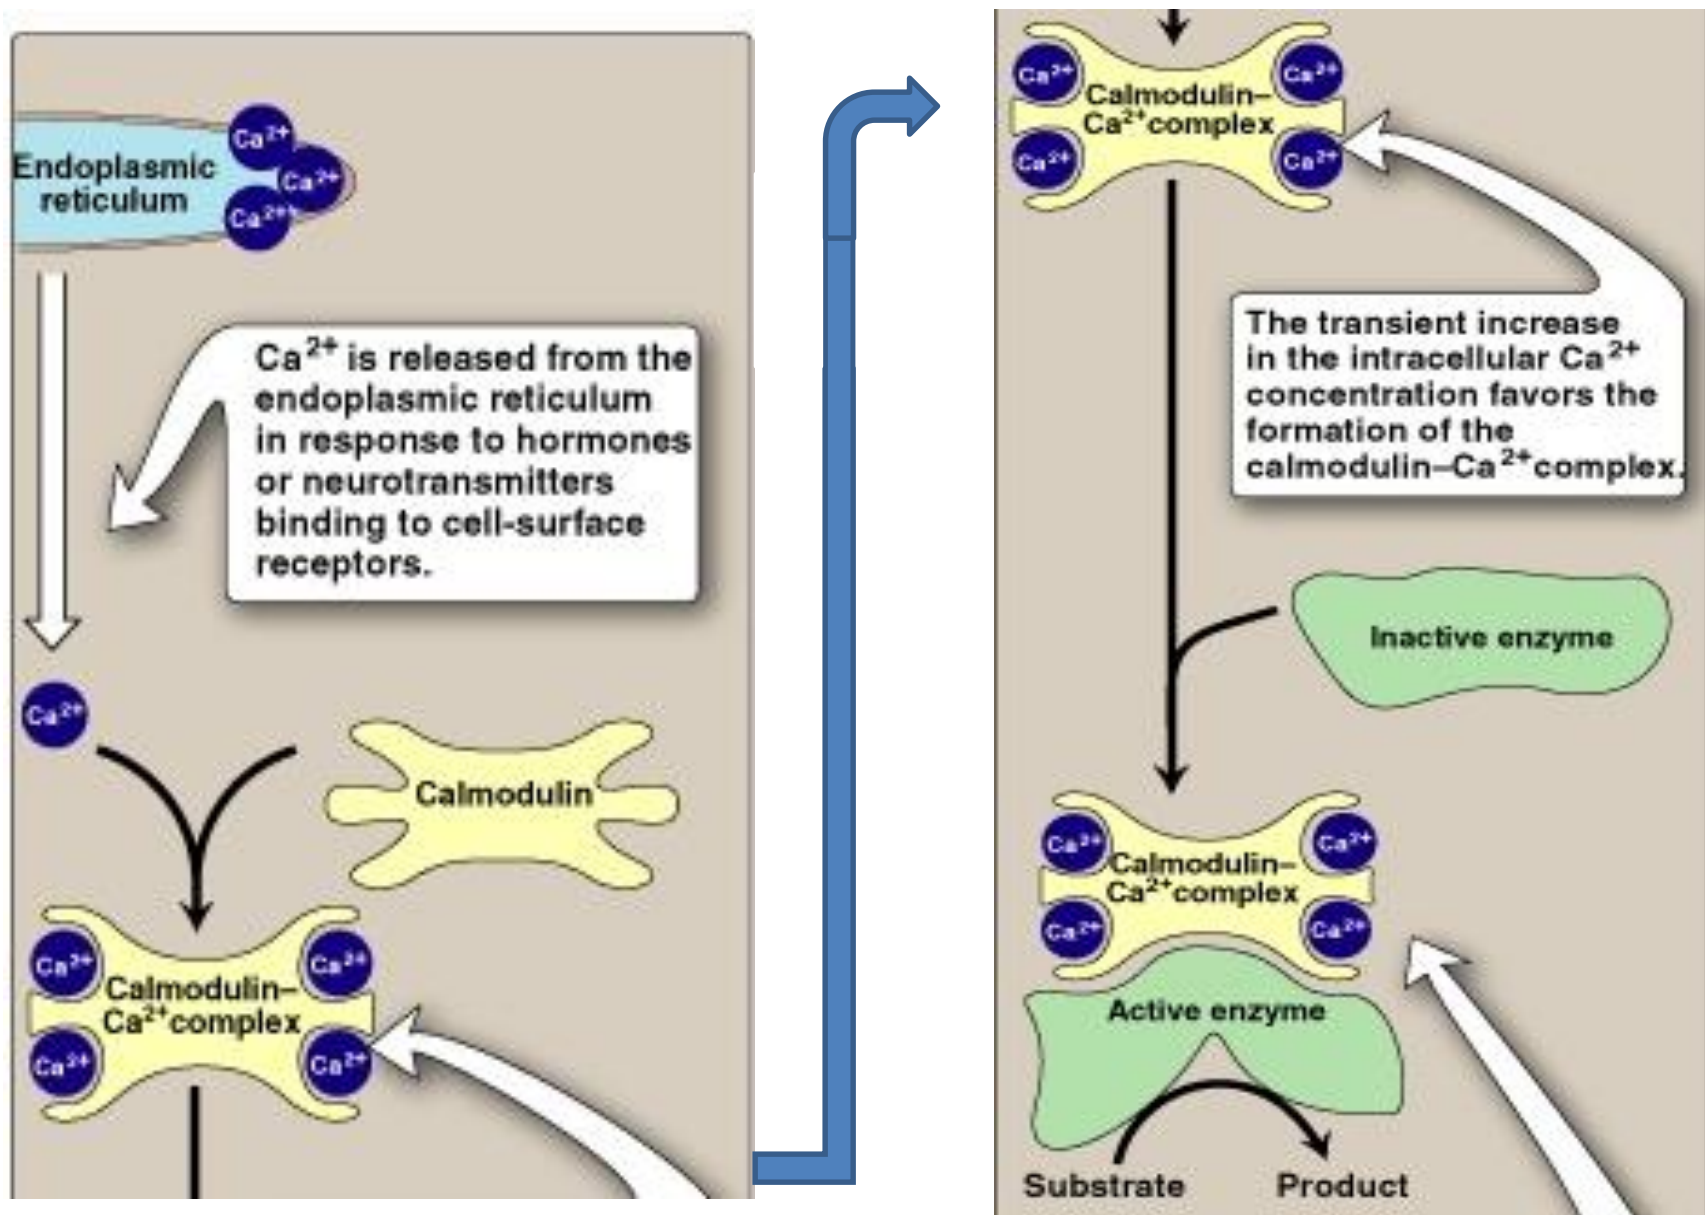 Ca²⁺
Endoplasmic
reticulum
Ca²⁺
Ca²⁺
Ca²⁺ is released from the
endoplasmic reticulum
in response to hormones
or neurotransmitters
binding to cell-surface
receptors.
Ca²⁺
Calmodulin
Ca²⁺
Ca²⁺
Calmodulin–
Ca²⁺complex
Ca²⁺
Ca²⁺
Ca²⁺
Ca²⁺
Calmodulin–
Ca²⁺complex
Ca²⁺
Ca²⁺
The transient increase
in the intracellular Ca²⁺
concentration favors the
formation of the
calmodulin–Ca²⁺complex.
Inactive enzyme
Ca²⁺
Ca²⁺
Calmodulin–
Ca²⁺complex
Ca²⁺
Ca²⁺
Active enzyme
Substrate
Product